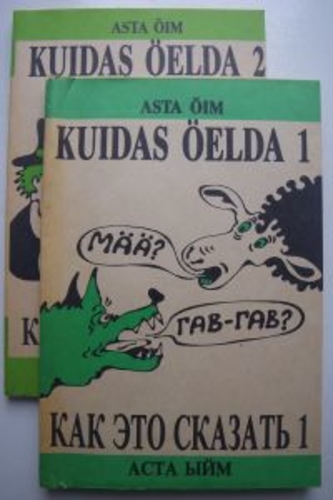 ASTA ÕIM
KUIDAS ÖELDA 2
ASTA ÕIM
KUIDAS ÖELDA 1
MÄÄ?
ГАВ-ГАВ?
К
КАК ЭТО СКАЗАТЬ 1
АСТА ЫЙМ